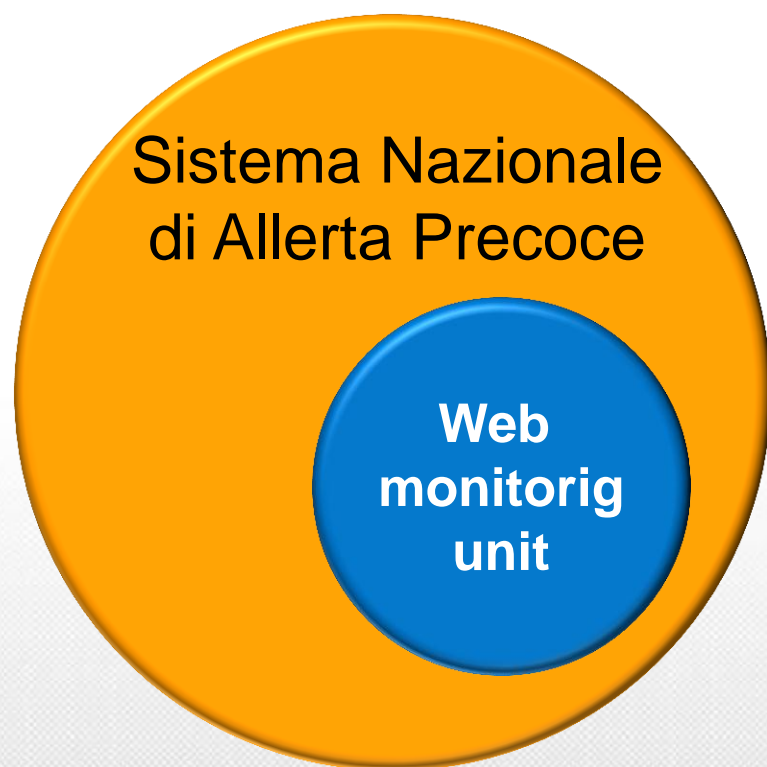 Sistema Nazionale
di Allerta Precoce
Web
monitorig
unit